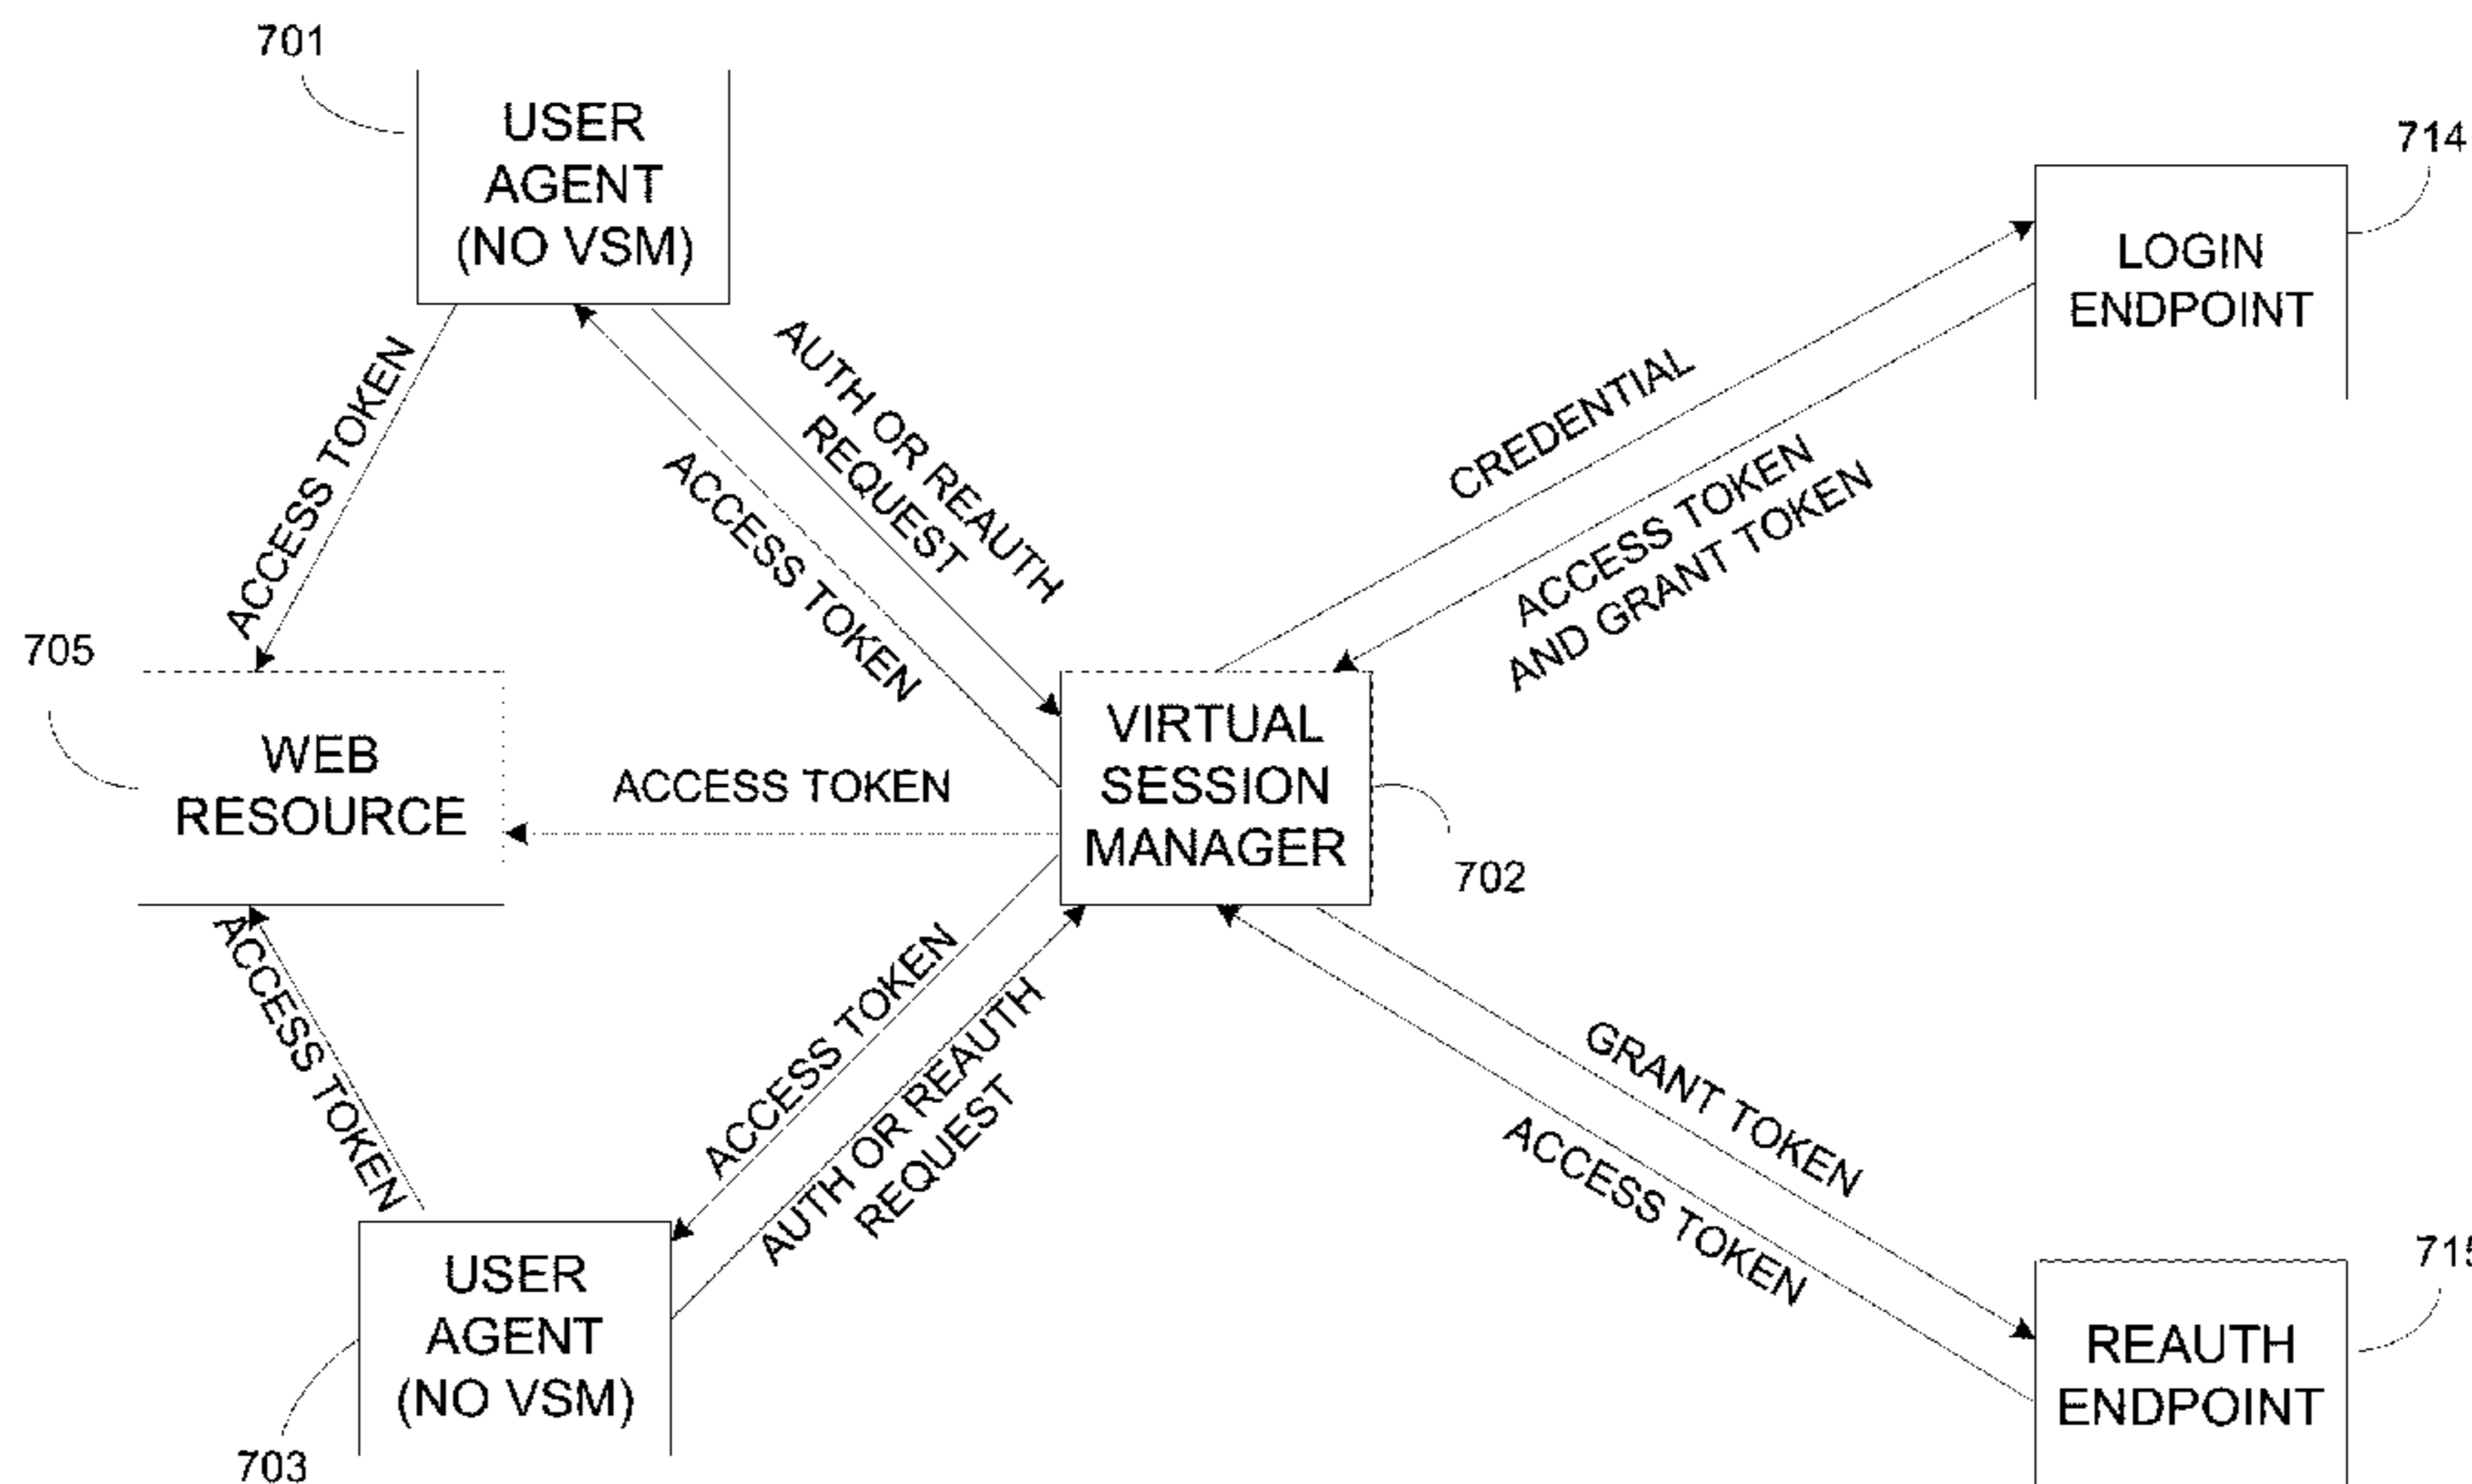 701
USER
AGENT
(NO VSM)
714
LOGIN
ENDPOINT
AUTH OR REAUTH
REQUEST
ACCESS TOKEN
ACCESS TOKEN
CREDENTIAL
ACCESS TOKEN
AND GRANT TOKEN
705
WEB
RESOURCE
ACCESS TOKEN
VIRTUAL
SESSION
MANAGER
702
ACCESS TOKEN
ACCESS TOKEN
AUTH OR REAUTH
REQUEST
GRANT TOKEN
ACCESS TOKEN
703
USER
AGENT
(NO VSM)
715
REAUTH
ENDPOINT